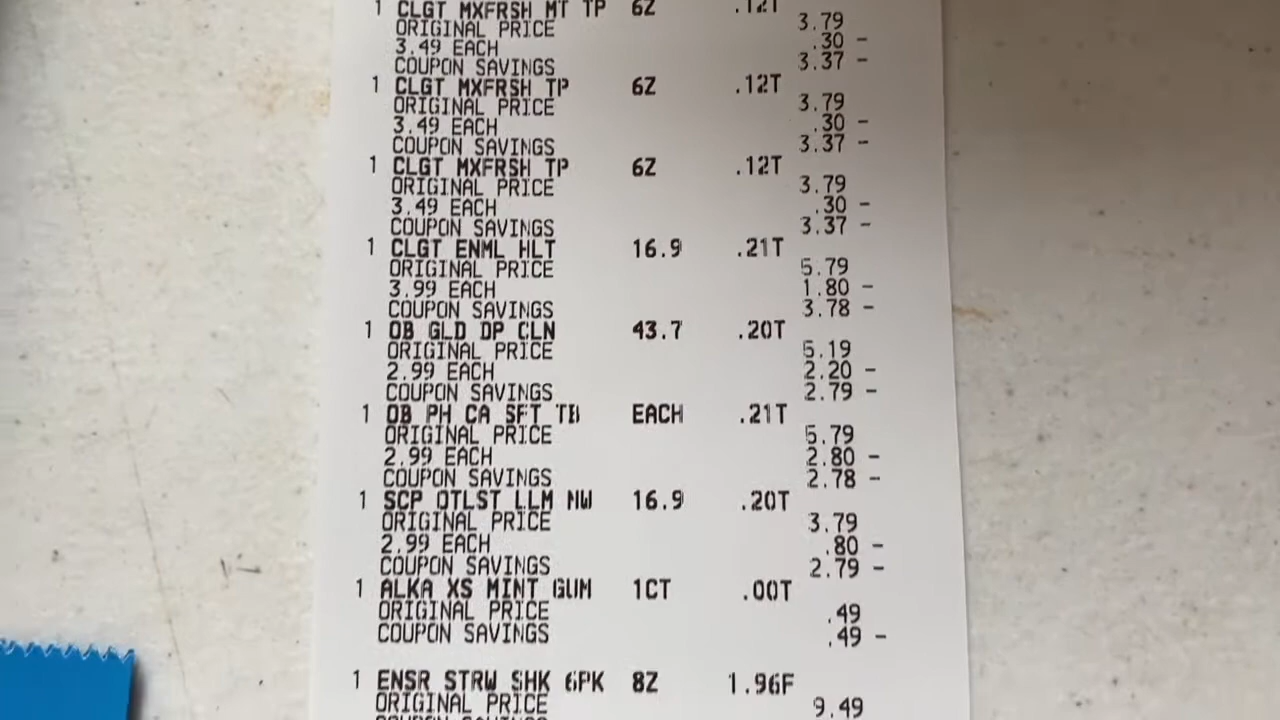 1 CLGT MXFRSH MT TP 6Z .12T
ORIGINAL PRICE 3.79
3.49 EACH .30 -
COUPON SAVINGS 3.37 -
1 CLGT MXFRSH TP 6Z .12T
ORIGINAL PRICE 3.79
3.49 EACH .30 -
COUPON SAVINGS 3.37 -
1 CLGT MXFRSH TP 6Z .12T
ORIGINAL PRICE 3.79
3.49 EACH .30 -
COUPON SAVINGS 3.37 -
1 CLGT ENML HLT 16.9 .21T
ORIGINAL PRICE 5.79
3.99 EACH 1.80 -
COUPON SAVINGS 3.78 -
1 OB GLD DP CLN 43.7 .20T
ORIGINAL PRICE 5.19
2.99 EACH 2.20 -
COUPON SAVINGS 2.79 -
1 OB PH CA SFT TB EACH .21T
ORIGINAL PRICE 5.79
2.99 EACH 2.80 -
COUPON SAVINGS 2.78 -
1 SCP OTLST LLM NW 16.9 .20T
ORIGINAL PRICE 3.79
2.99 EACH .80 -
COUPON SAVINGS 2.79 -
1 ALKA XS MINT GUM 1CT .00T
ORIGINAL PRICE .49
COUPON SAVINGS .49 -
1 ENSR STRW SHK 6PK 8Z 1.96F
ORIGINAL PRICE 9.49
COUPON SAVINGS